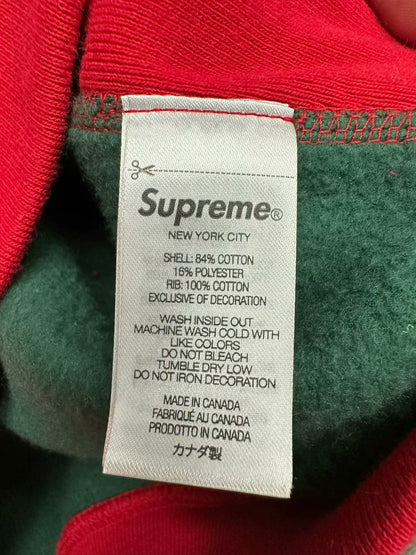 Supreme®
NEW YORK CITY
SHELL: 84% COTTON
16% POLYESTER
RIB: 100% COTTON
EXCLUSIVE OF DECORATION
WASH INSIDE OUT
MACHINE WASH COLD WITH
LIKE COLORS
DO NOT BLEACH
TUMBLE DRY LOW
DO NOT IRON DECORATION
MADE IN CANADA
FABRIQUÉ AU CANADA
PRODOTTO IN CANADA
カナダ製